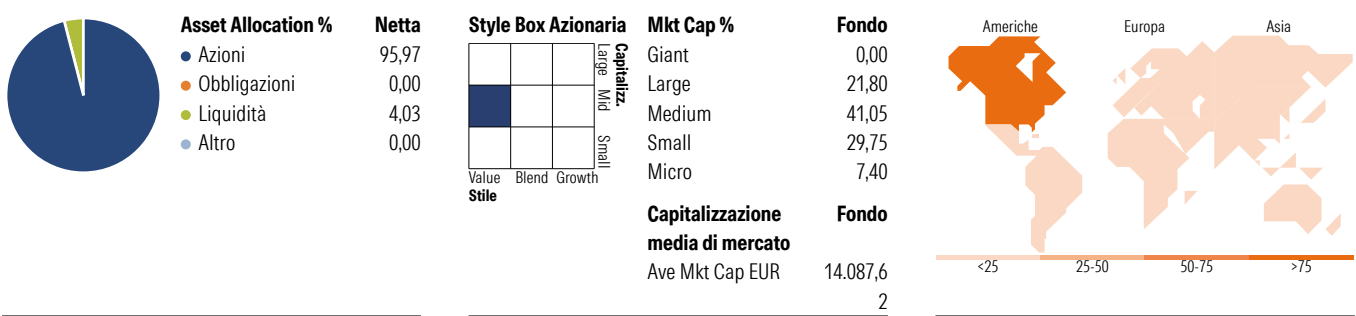 Asset Allocation % Netta
Azioni 95,97
Obbligazioni 0,00
Liquidità 4,03
Altro 0,00
Style Box Azionaria
Capitalizz.
Large Mid Small
Value Blend Growth
Stile
Mkt Cap % Fondo
Giant 0,00
Large 21,80
Medium 41,05
Small 29,75
Micro 7,40
Capitalizzazione Fondo
media di mercato
Ave Mkt Cap EUR 14.087,6
2
Americhe Europa Asia
<25 25-50 50-75 >75